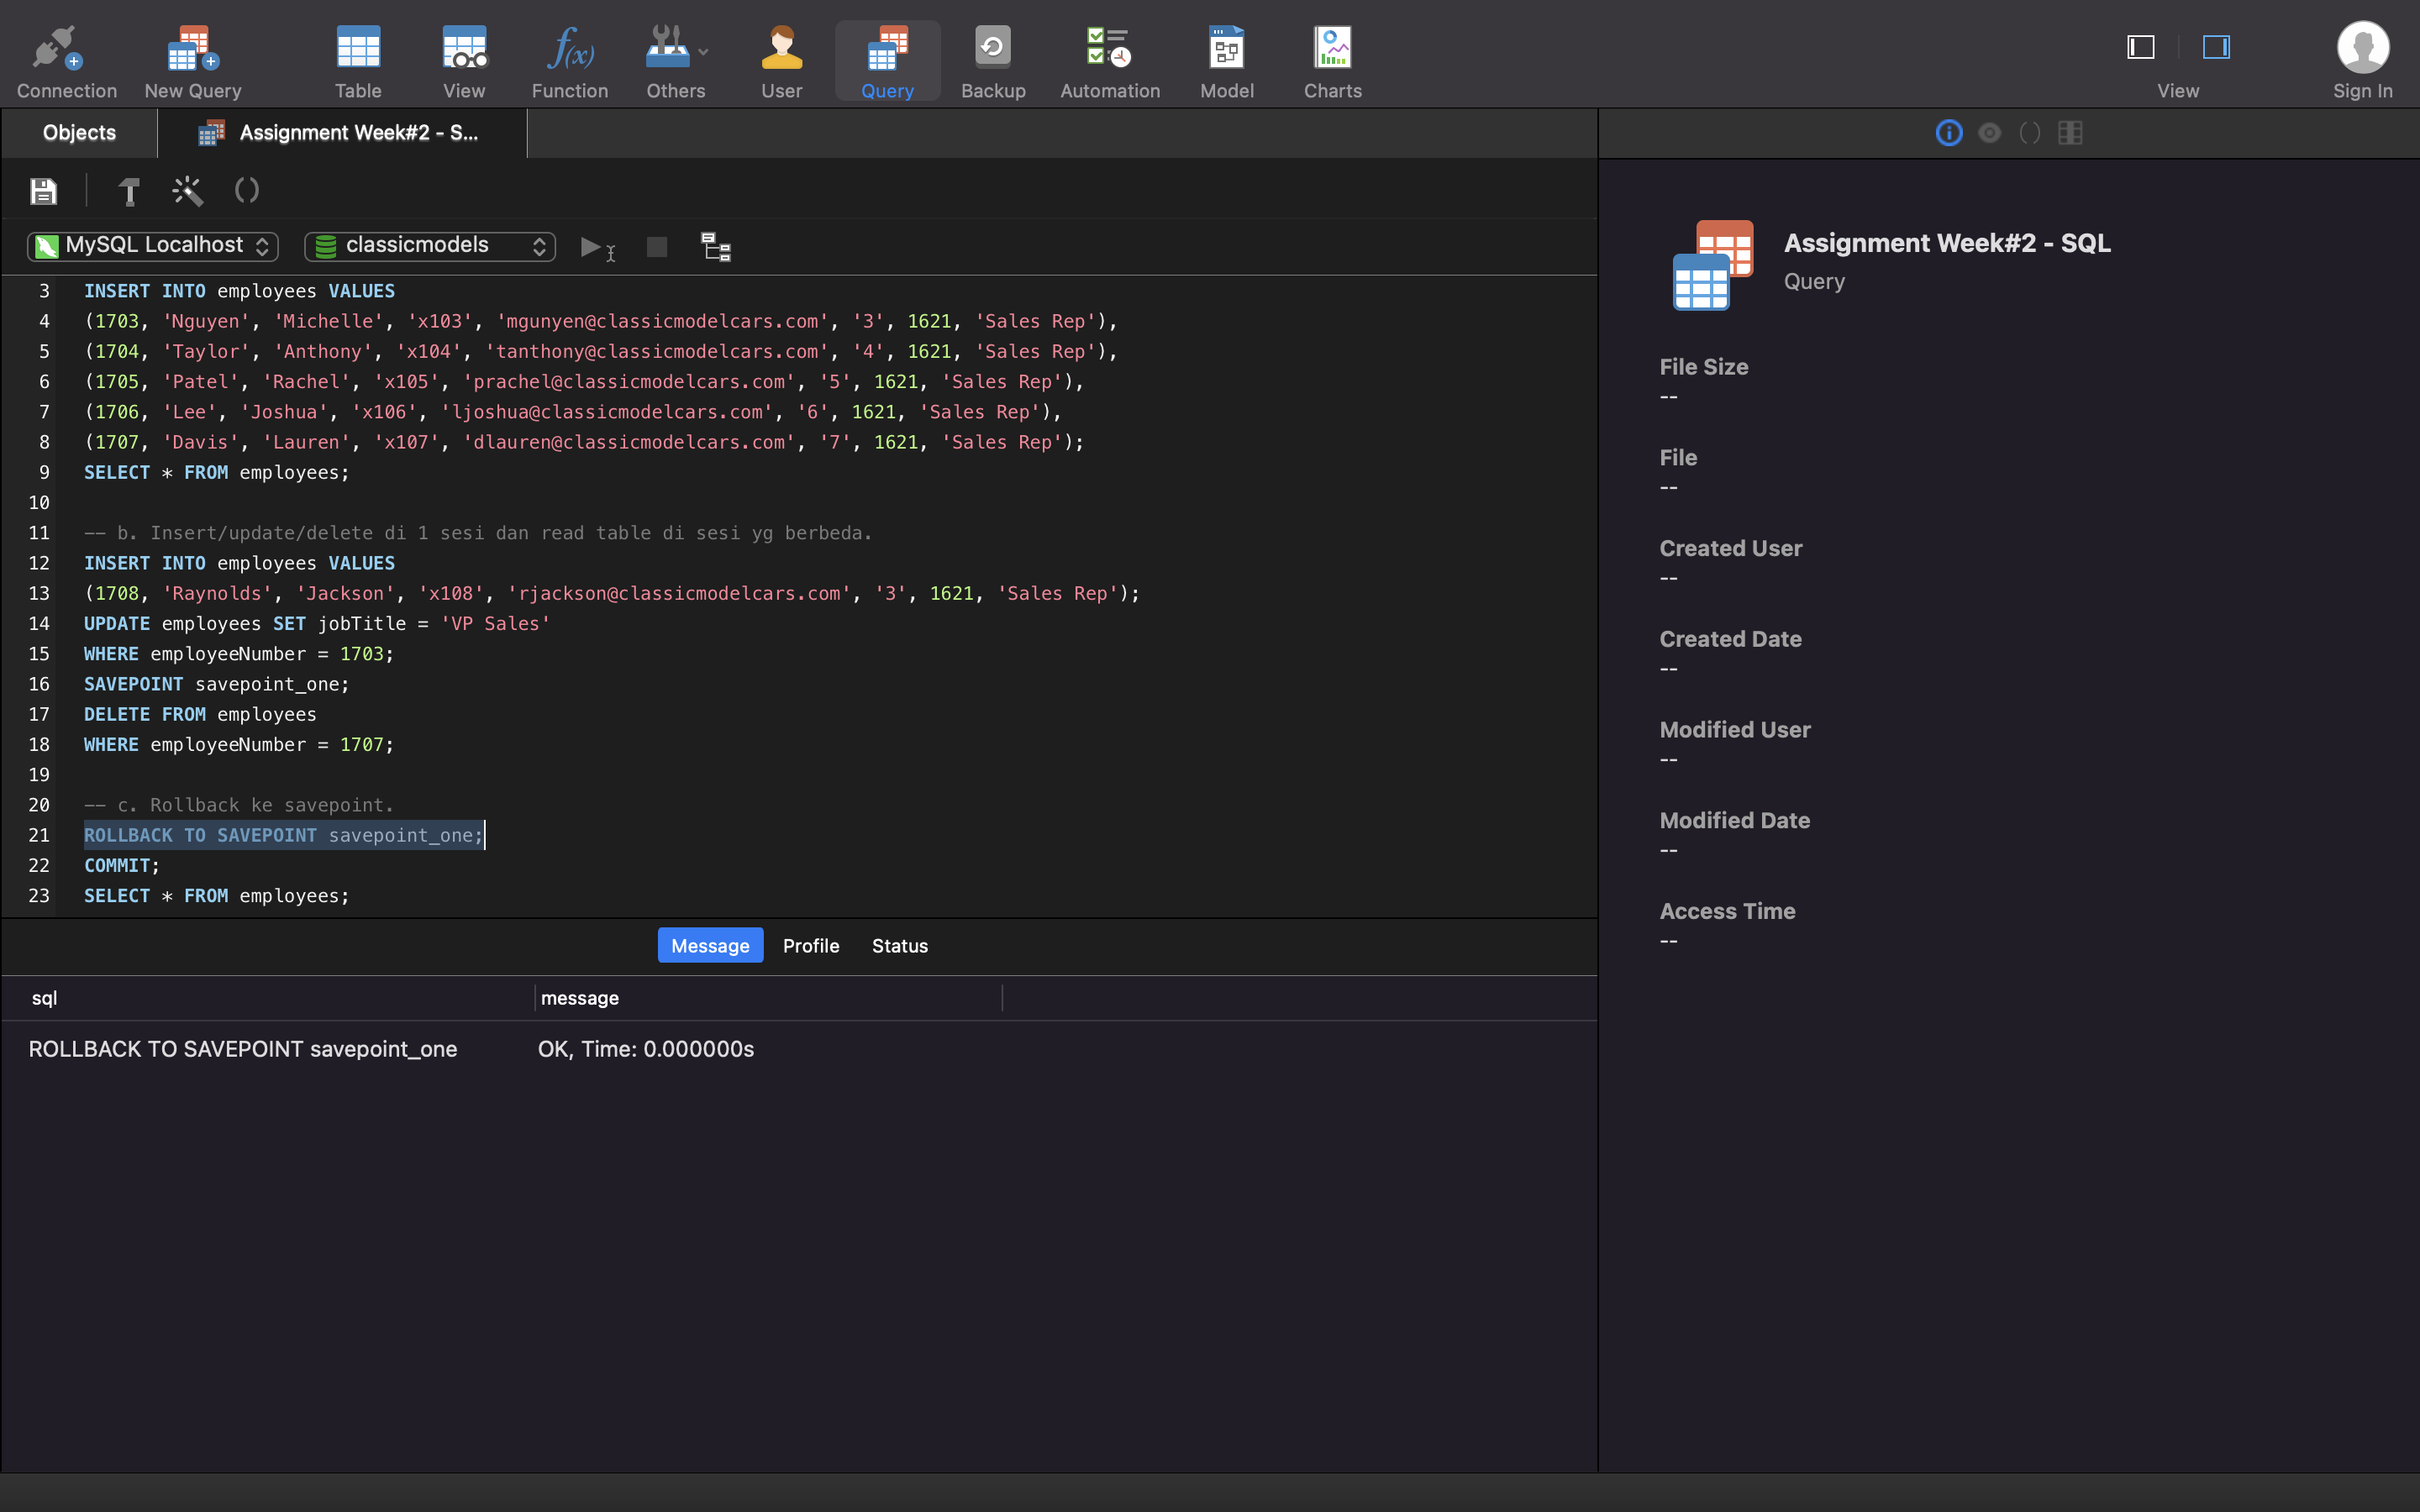 Connection
New Query
Table
View
Function
Others
User
Query
Backup
Automation
Model
Charts
View
Sign In
Objects
Assignment Week#2 - S...
MySQL Localhost
classicmodels
3 INSERT INTO employees VALUES
4 (1703, 'Nguyen', 'Michelle', 'x103', 'mgunyen@classicmodelcars.com', '3', 1621, 'Sales Rep'),
5 (1704, 'Taylor', 'Anthony', 'x104', 'tanthony@classicmodelcars.com', '4', 1621, 'Sales Rep'),
6 (1705, 'Patel', 'Rachel', 'x105', 'prachel@classicmodelcars.com', '5', 1621, 'Sales Rep'),
7 (1706, 'Lee', 'Joshua', 'x106', 'ljoshua@classicmodelcars.com', '6', 1621, 'Sales Rep'),
8 (1707, 'Davis', 'Lauren', 'x107', 'dlauren@classicmodelcars.com', '7', 1621, 'Sales Rep');
9 SELECT * FROM employees;
10
11 -- b. Insert/update/delete di 1 sesi dan read table di sesi yg berbeda.
12 INSERT INTO employees VALUES
13 (1708, 'Raynolds', 'Jackson', 'x108', 'rjackson@classicmodelcars.com', '3', 1621, 'Sales Rep');
14 UPDATE employees SET jobTitle = 'VP Sales'
15 WHERE employeeNumber = 1703;
16 SAVEPOINT savepoint_one;
17 DELETE FROM employees
18 WHERE employeeNumber = 1707;
19
20 -- c. Rollback ke savepoint.
21 ROLLBACK TO SAVEPOINT savepoint_one;
22 COMMIT;
23 SELECT * FROM employees;
Message Profile Status
sql message
ROLLBACK TO SAVEPOINT savepoint_one OK, Time: 0.000000s
Assignment Week#2 - SQL
Query
File Size
--
File
--
Created User
--
Created Date
--
Modified User
--
Modified Date
--
Access Time
--